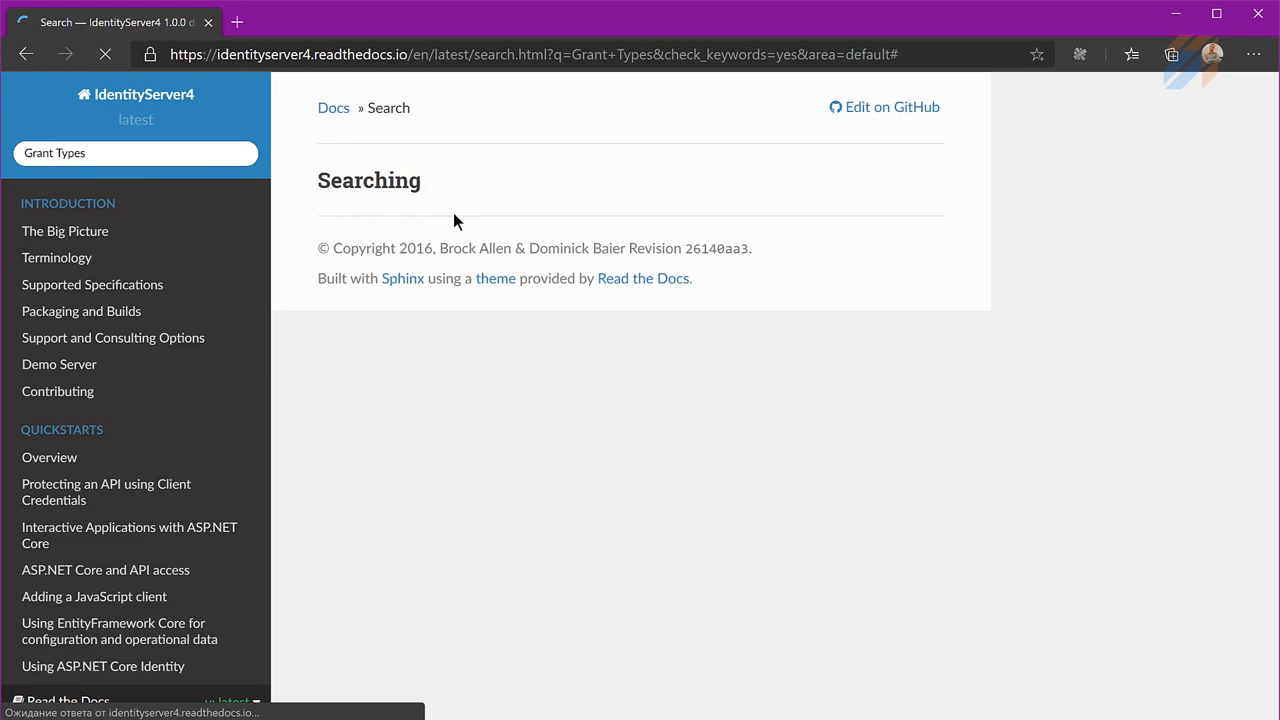 Search — IdentityServer4 1.0.0 d
https://identityserver4.readthedocs.io/en/latest/search.html?q=Grant+Types&check_keywords=yes&area=default#
IdentityServer4
latest
Grant Types
INTRODUCTION
The Big Picture
Terminology
Supported Specifications
Packaging and Builds
Support and Consulting Options
Demo Server
Contributing
QUICKSTARTS
Overview
Protecting an API using Client
Credentials
Interactive Applications with ASP.NET
Core
ASP.NET Core and API access
Adding a JavaScript client
Using EntityFramework Core for
configuration and operational data
Using ASP.NET Core Identity
Read the Docs
v: latest
Ожидание ответа от identityserver4.readthedocs.io...
Docs » Search
Edit on GitHub
Searching
© Copyright 2016, Brock Allen & Dominick Baier Revision 26140aa3.
Built with Sphinx using a theme provided by Read the Docs.